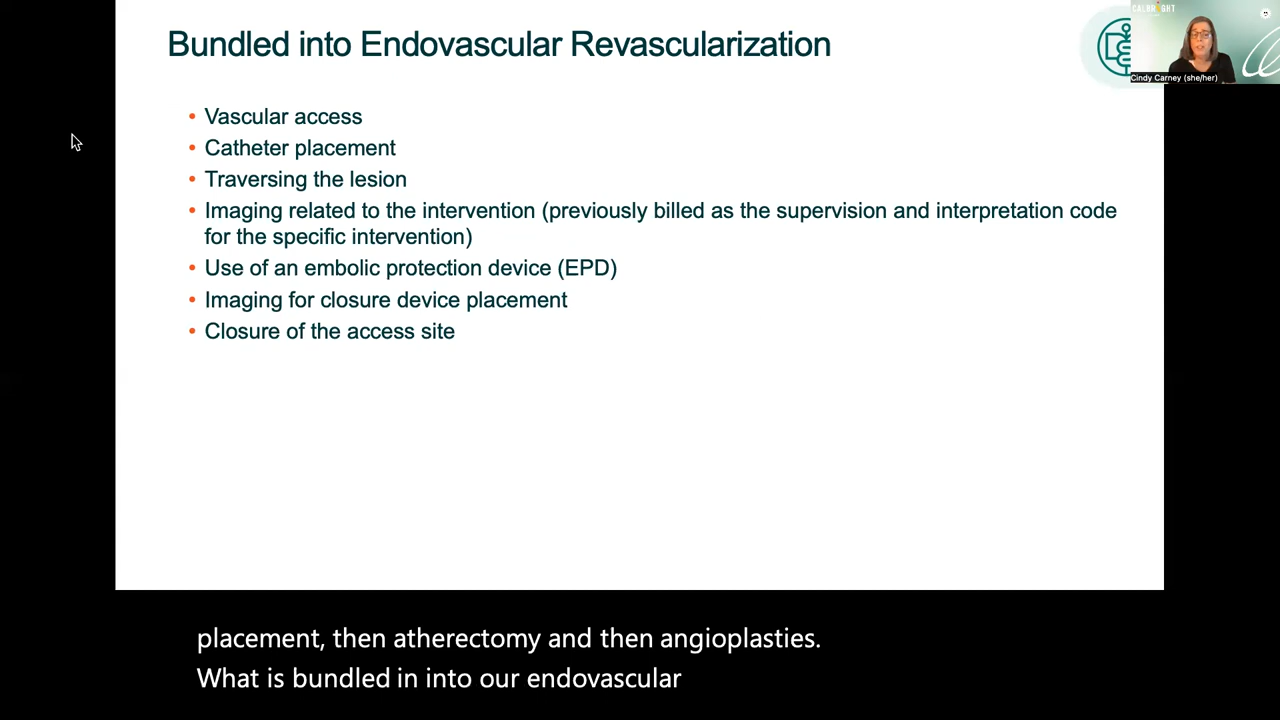 Bundled into Endovascular Revascularization
CALBRIGHT
Cindy Carney (she/her)
• Vascular access
• Catheter placement
• Traversing the lesion
• Imaging related to the intervention (previously billed as the supervision and interpretation code
for the specific intervention)
• Use of an embolic protection device (EPD)
• Imaging for closure device placement
• Closure of the access site
placement, then atherectomy and then angioplasties.
What is bundled in into our endovascular